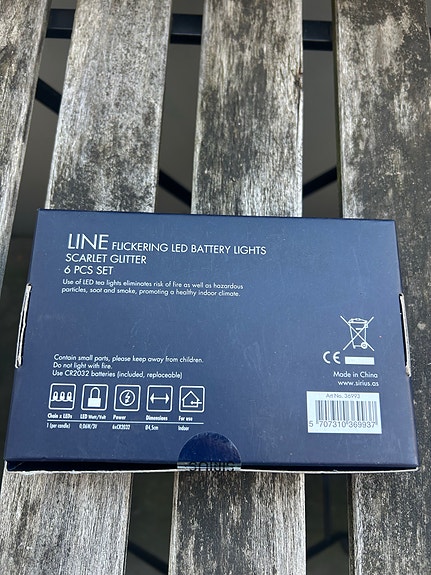 LINE FLICKERING LED BATTERY LIGHTS
SCARLET GLITTER
6 PCS SET
Use of LED tea lights eliminates risk of fire as well as hazardous
particles, soot and smoke, promoting a healthy indoor climate.
Contain small parts, please keep away from children.
Do not light with fire.
Use CR2032 batteries (included, replaceable)
CE
Made in China
www.sirius.as
Chain x LEDs LED Watt/Volt Power Dimensions For use
1 (per candle) 0,06W/3V 6xCR2032 Ø4,5cm Indoor
Art No. 36993
5 707310 369937
SIRIUS